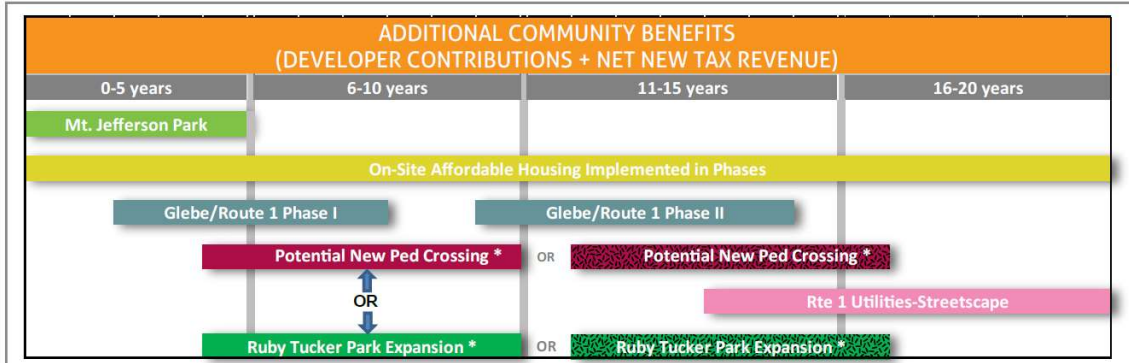 ADDITIONAL COMMUNITY BENEFITS
(DEVELOPER CONTRIBUTIONS + NET NEW TAX REVENUE)
0-5 years 6-10 years 11-15 years 16-20 years
Mt. Jefferson Park
On-Site Affordable Housing Implemented in Phases
Glebe/Route 1 Phase I Glebe/Route 1 Phase II
Potential New Ped Crossing * OR Potential New Ped Crossing *
OR
Rte 1 Utilities-Streetscape
Ruby Tucker Park Expansion * OR Ruby Tucker Park Expansion *